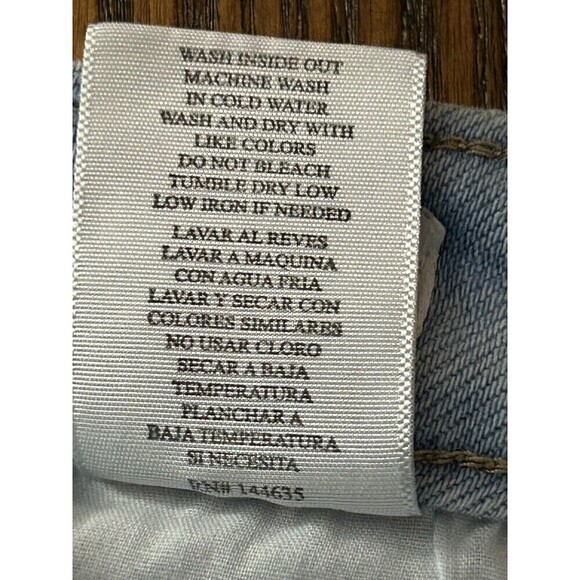 WASH INSIDE OUT
MACHINE WASH
IN COLD WATER
WASH AND DRY WITH
LIKE COLORS
DO NOT BLEACH
TUMBLE DRY LOW
LOW IRON IF NEEDED
LAVAR AL REVES
LAVAR A MAQUINA
CON AGUA FRIA
LAVAR Y SECAR CON
COLORES SIMILARES
NO USAR CLORO
SECAR A BAJA
TEMPERATURA
PLANCHAR A
BAJA TEMPERATURA
SI NECESITA
RN# 144635